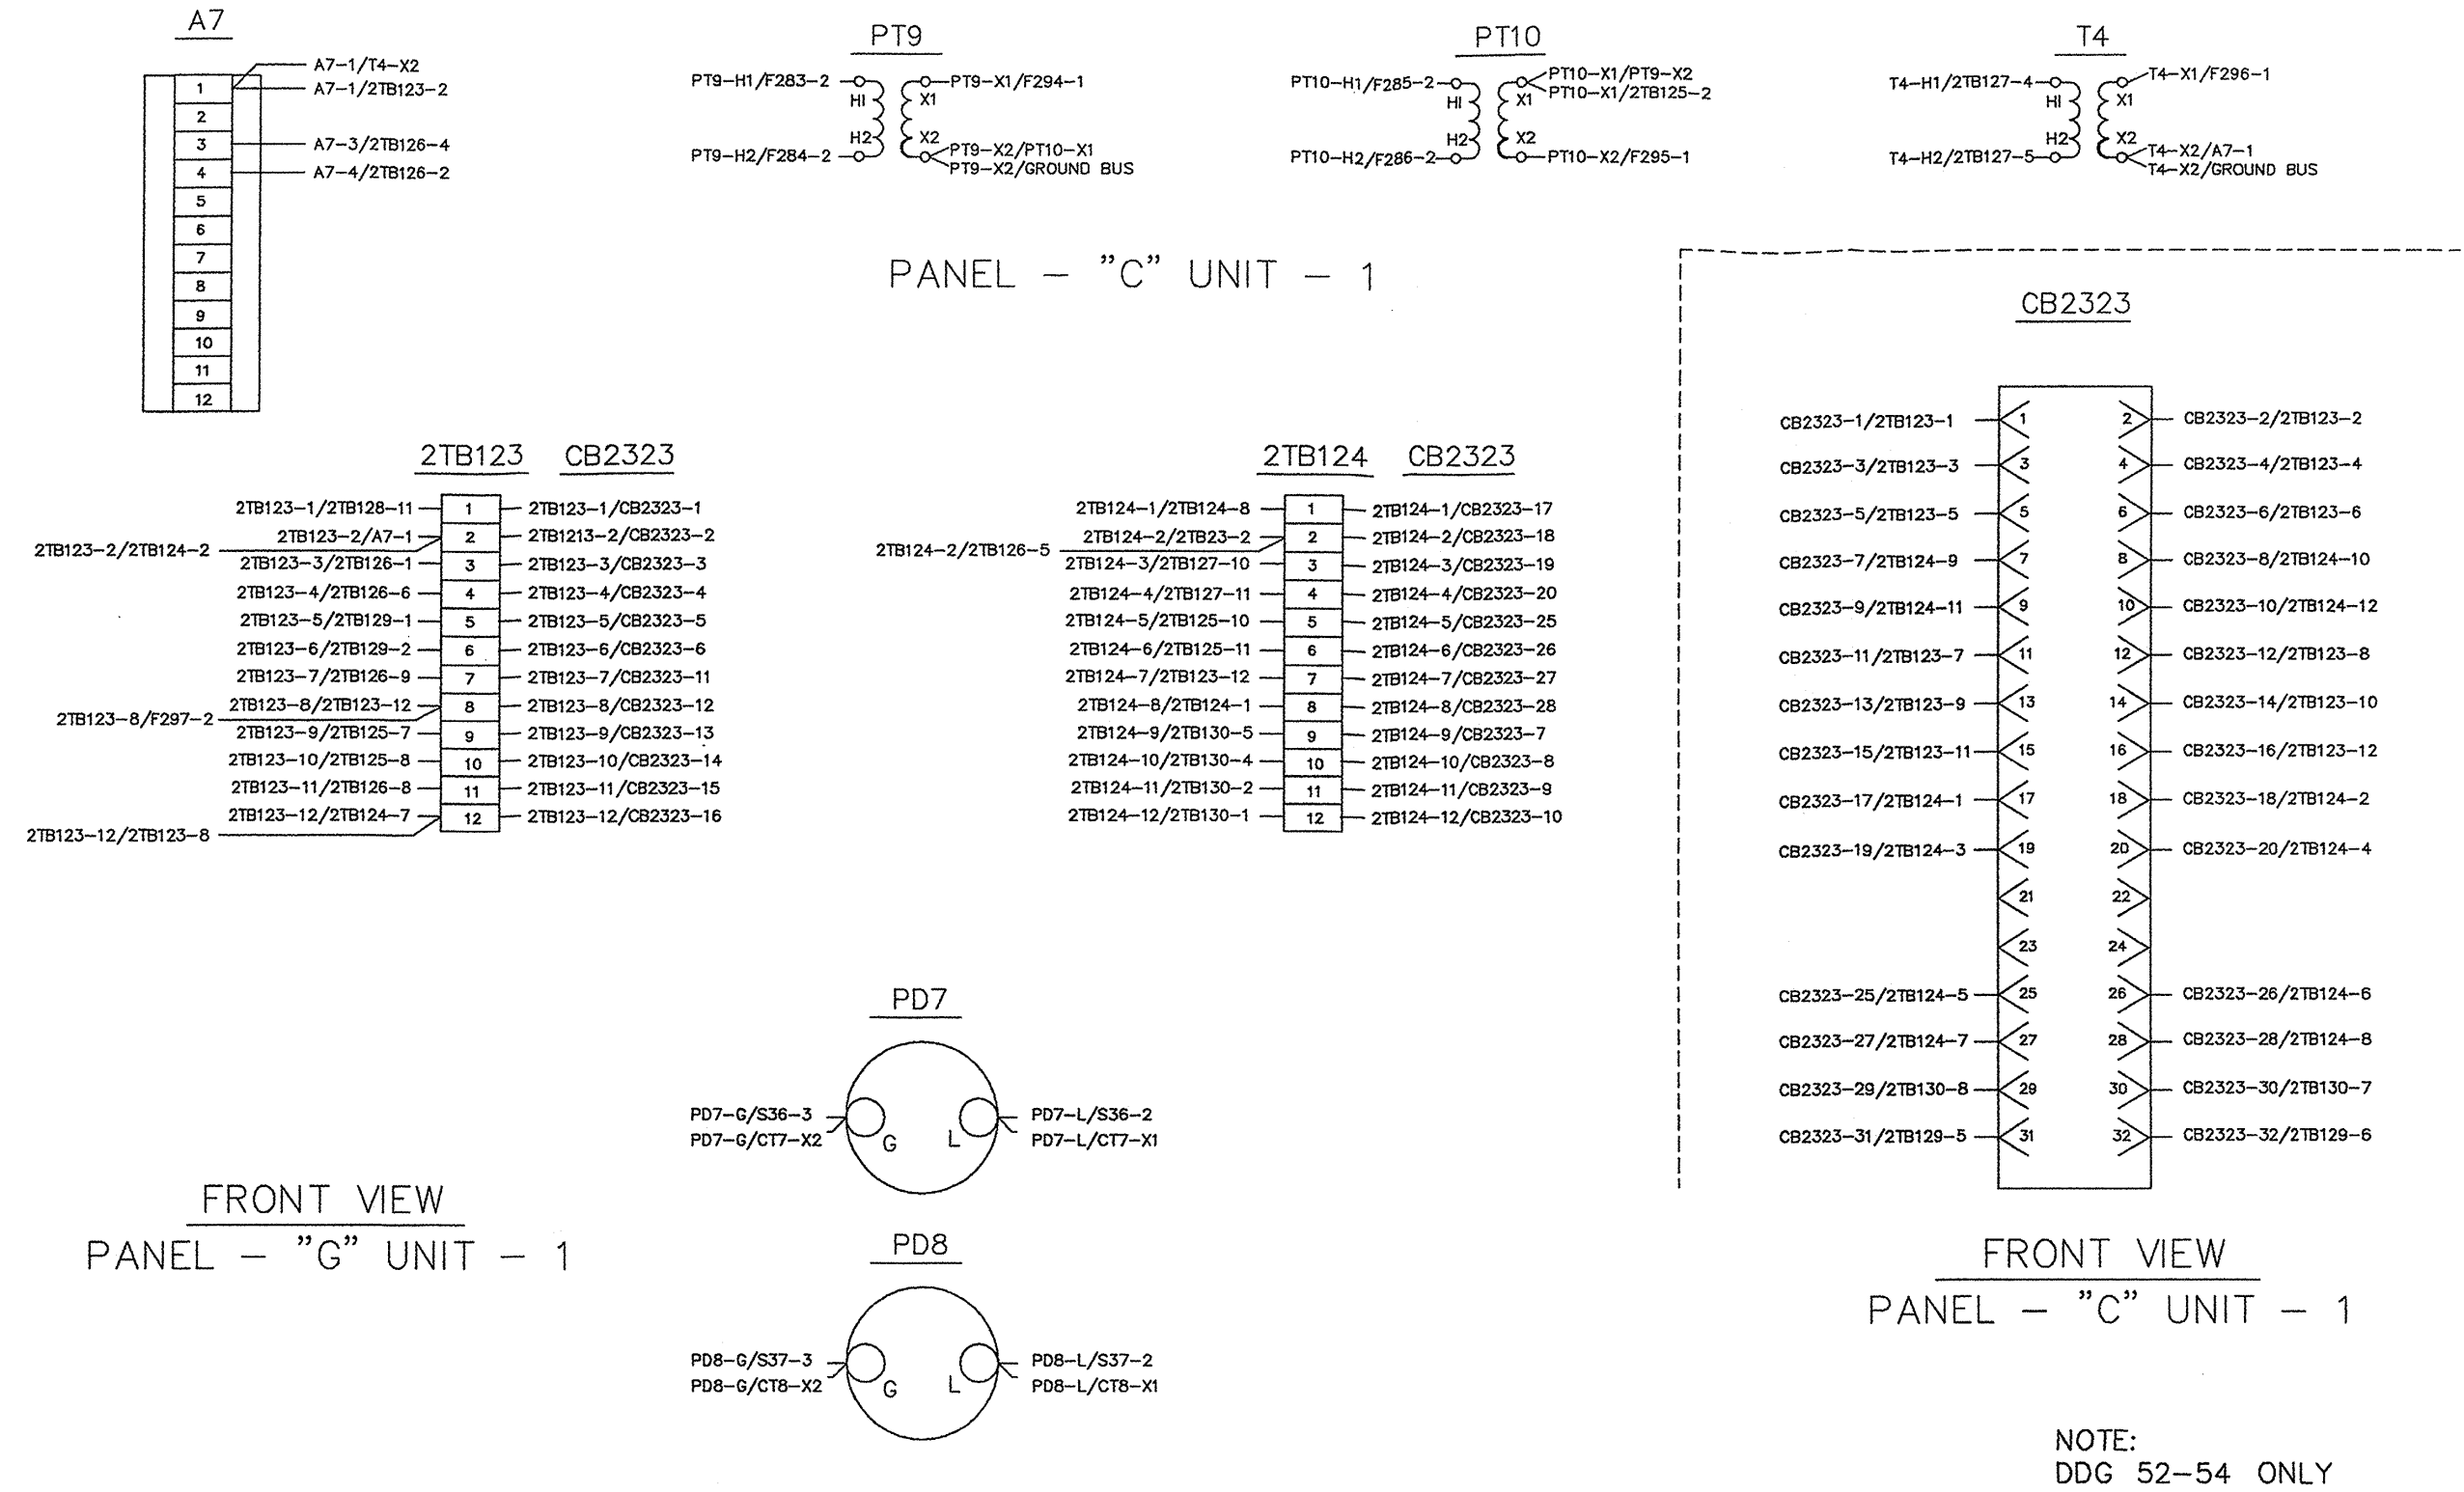 A7
A7-1/T4-X2
A7-1/2TB123-2
A7-3/2TB126-4
A7-4/2TB126-2
1
2
3
4
5
6
7
8
9
10
11
12
PT9
PT9-H1/F283-2
PT9-X1/F294-1
H1
X1
H2
X2
PT9-H2/F284-2
PT9-X2/PT10-X1
PT9-X2/GROUND BUS
PT10
PT10-H1/F285-2
PT10-X1/PT9-X2
PT10-X1/2TB125-2
H1
X1
H2
X2
PT10-H2/F286-2
PT10-X2/F295-1
T4
T4-H1/2TB127-4
T4-X1/F296-1
H1
X1
H2
X2
T4-H2/2TB127-5
T4-X2/A7-1
T4-X2/GROUND BUS
PANEL - "C" UNIT - 1
2TB123 CB2323
2TB123-1/2TB128-11 1 2TB123-1/CB2323-1
2TB123-2/A7-1 2 2TB1213-2/CB2323-2
2TB123-2/2TB124-2
2TB123-3/2TB126-1 3 2TB123-3/CB2323-3
2TB123-4/2TB126-6 4 2TB123-4/CB2323-4
2TB123-5/2TB129-1 5 2TB123-5/CB2323-5
2TB123-6/2TB129-2 6 2TB123-6/CB2323-6
2TB123-7/2TB126-9 7 2TB123-7/CB2323-11
2TB123-8/2TB123-12 8 2TB123-8/CB2323-12
2TB123-8/F297-2
2TB123-9/2TB125-7 9 2TB123-9/CB2323-13
2TB123-10/2TB125-8 10 2TB123-10/CB2323-14
2TB123-11/2TB126-8 11 2TB123-11/CB2323-15
2TB123-12/2TB124-7 12 2TB123-12/CB2323-16
2TB123-12/2TB123-8
2TB124 CB2323
2TB124-1/2TB124-8 1 2TB124-1/CB2323-17
2TB124-2/2TB23-2 2 2TB124-2/CB2323-18
2TB124-2/2TB126-5
2TB124-3/2TB127-10 3 2TB124-3/CB2323-19
2TB124-4/2TB127-11 4 2TB124-4/CB2323-20
2TB124-5/2TB125-10 5 2TB124-5/CB2323-25
2TB124-6/2TB125-11 6 2TB124-6/CB2323-26
2TB124-7/2TB123-12 7 2TB124-7/CB2323-27
2TB124-8/2TB124-1 8 2TB124-8/CB2323-28
2TB124-9/2TB130-5 9 2TB124-9/CB2323-7
2TB124-10/2TB130-4 10 2TB124-10/CB2323-8
2TB124-11/2TB130-2 11 2TB124-11/CB2323-9
2TB124-12/2TB130-1 12 2TB124-12/CB2323-10
CB2323
CB2323-1/2TB123-1 1 2 CB2323-2/2TB123-2
CB2323-3/2TB123-3 3 4 CB2323-4/2TB123-4
CB2323-5/2TB123-5 5 6 CB2323-6/2TB123-6
CB2323-7/2TB124-9 7 8 CB2323-8/2TB124-10
CB2323-9/2TB124-11 9 10 CB2323-10/2TB124-12
CB2323-11/2TB123-7 11 12 CB2323-12/2TB123-8
CB2323-13/2TB123-9 13 14 CB2323-14/2TB123-10
CB2323-15/2TB123-11 15 16 CB2323-16/2TB123-12
CB2323-17/2TB124-1 17 18 CB2323-18/2TB124-2
CB2323-19/2TB124-3 19 20 CB2323-20/2TB124-4
21 22
23 24
CB2323-25/2TB124-5 25 26 CB2323-26/2TB124-6
CB2323-27/2TB124-7 27 28 CB2323-28/2TB124-8
CB2323-29/2TB130-8 29 30 CB2323-30/2TB130-7
CB2323-31/2TB129-5 31 32 CB2323-32/2TB129-6
PD7
PD7-G/S36-3
PD7-G/CT7-X2
G
L
PD7-L/S36-2
PD7-L/CT7-X1
PD8
PD8-G/S37-3
PD8-G/CT8-X2
G
L
PD8-L/S37-2
PD8-L/CT8-X1
FRONT VIEW
PANEL - "G" UNIT - 1
FRONT VIEW
PANEL - "C" UNIT - 1
NOTE:
DDG 52-54 ONLY